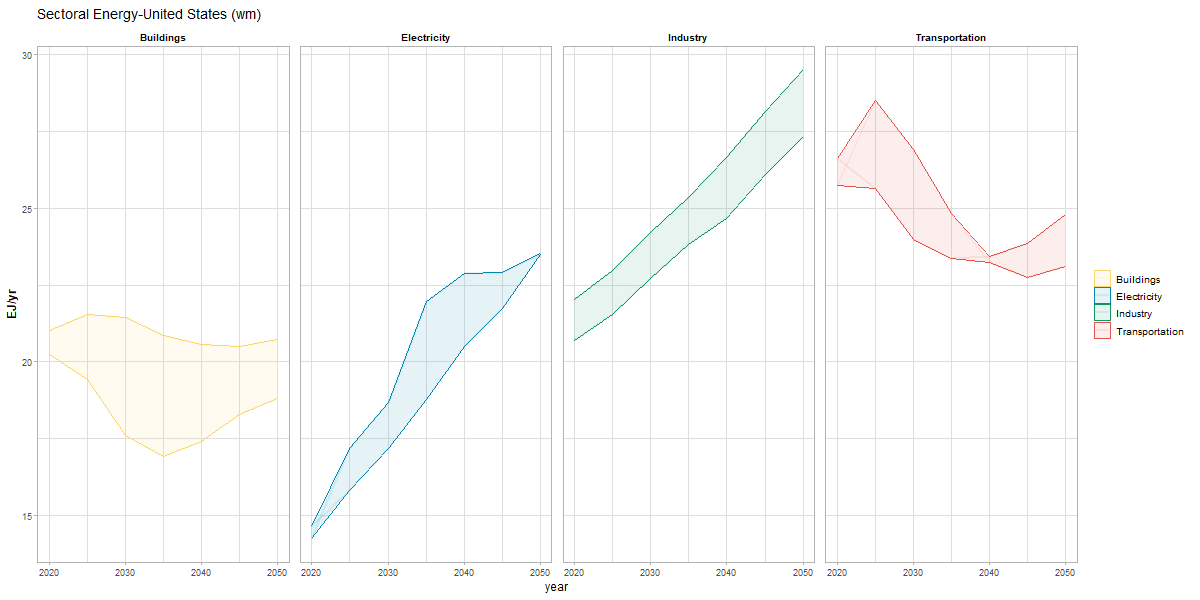 Sectoral Energy-United States (wm)
Buildings
Electricity
Industry
Transportation
30
25
20
15
EJ/yr
2020 2030 2040 2050
2020 2030 2040 2050
2020 2030 2040 2050
2020 2030 2040 2050
year
Buildings
Electricity
Industry
Transportation